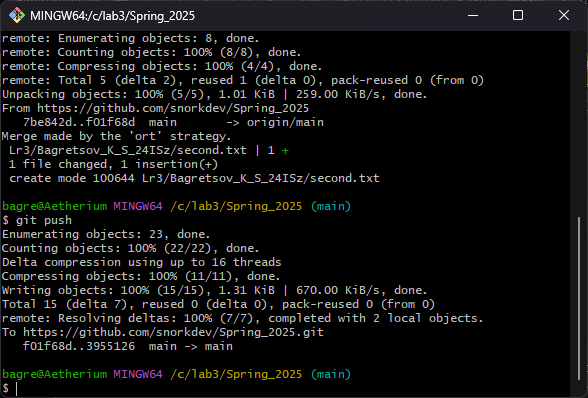 MINGW64:/c/lab3/Spring_2025
remote: Enumerating objects: 8, done.
remote: Counting objects: 100% (8/8), done.
remote: Compressing objects: 100% (4/4), done.
remote: Total 5 (delta 2), reused 1 (delta 0), pack-reused 0 (from 0)
Unpacking objects: 100% (5/5), 1.01 KiB | 259.00 KiB/s, done.
From https://github.com/snorkdev/Spring_2025
   7be842d..f01f68d  main       -> origin/main
Merge made by the 'ort' strategy.
 Lr3/Bagretsov_K_S_24ISz/second.txt | 1 +
 1 file changed, 1 insertion(+)
 create mode 100644 Lr3/Bagretsov_K_S_24ISz/second.txt
bagre@Aetherium MINGW64 /c/lab3/Spring_2025 (main)
$ git push
Enumerating objects: 23, done.
Counting objects: 100% (22/22), done.
Delta compression using up to 16 threads
Compressing objects: 100% (11/11), done.
Writing objects: 100% (15/15), 1.31 KiB | 670.00 KiB/s, done.
Total 15 (delta 7), reused 0 (delta 0), pack-reused 0 (from 0)
remote: Resolving deltas: 100% (7/7), completed with 2 local objects.
To https://github.com/snorkdev/Spring_2025.git
   f01f68d..3955126  main -> main
bagre@Aetherium MINGW64 /c/lab3/Spring_2025 (main)
$